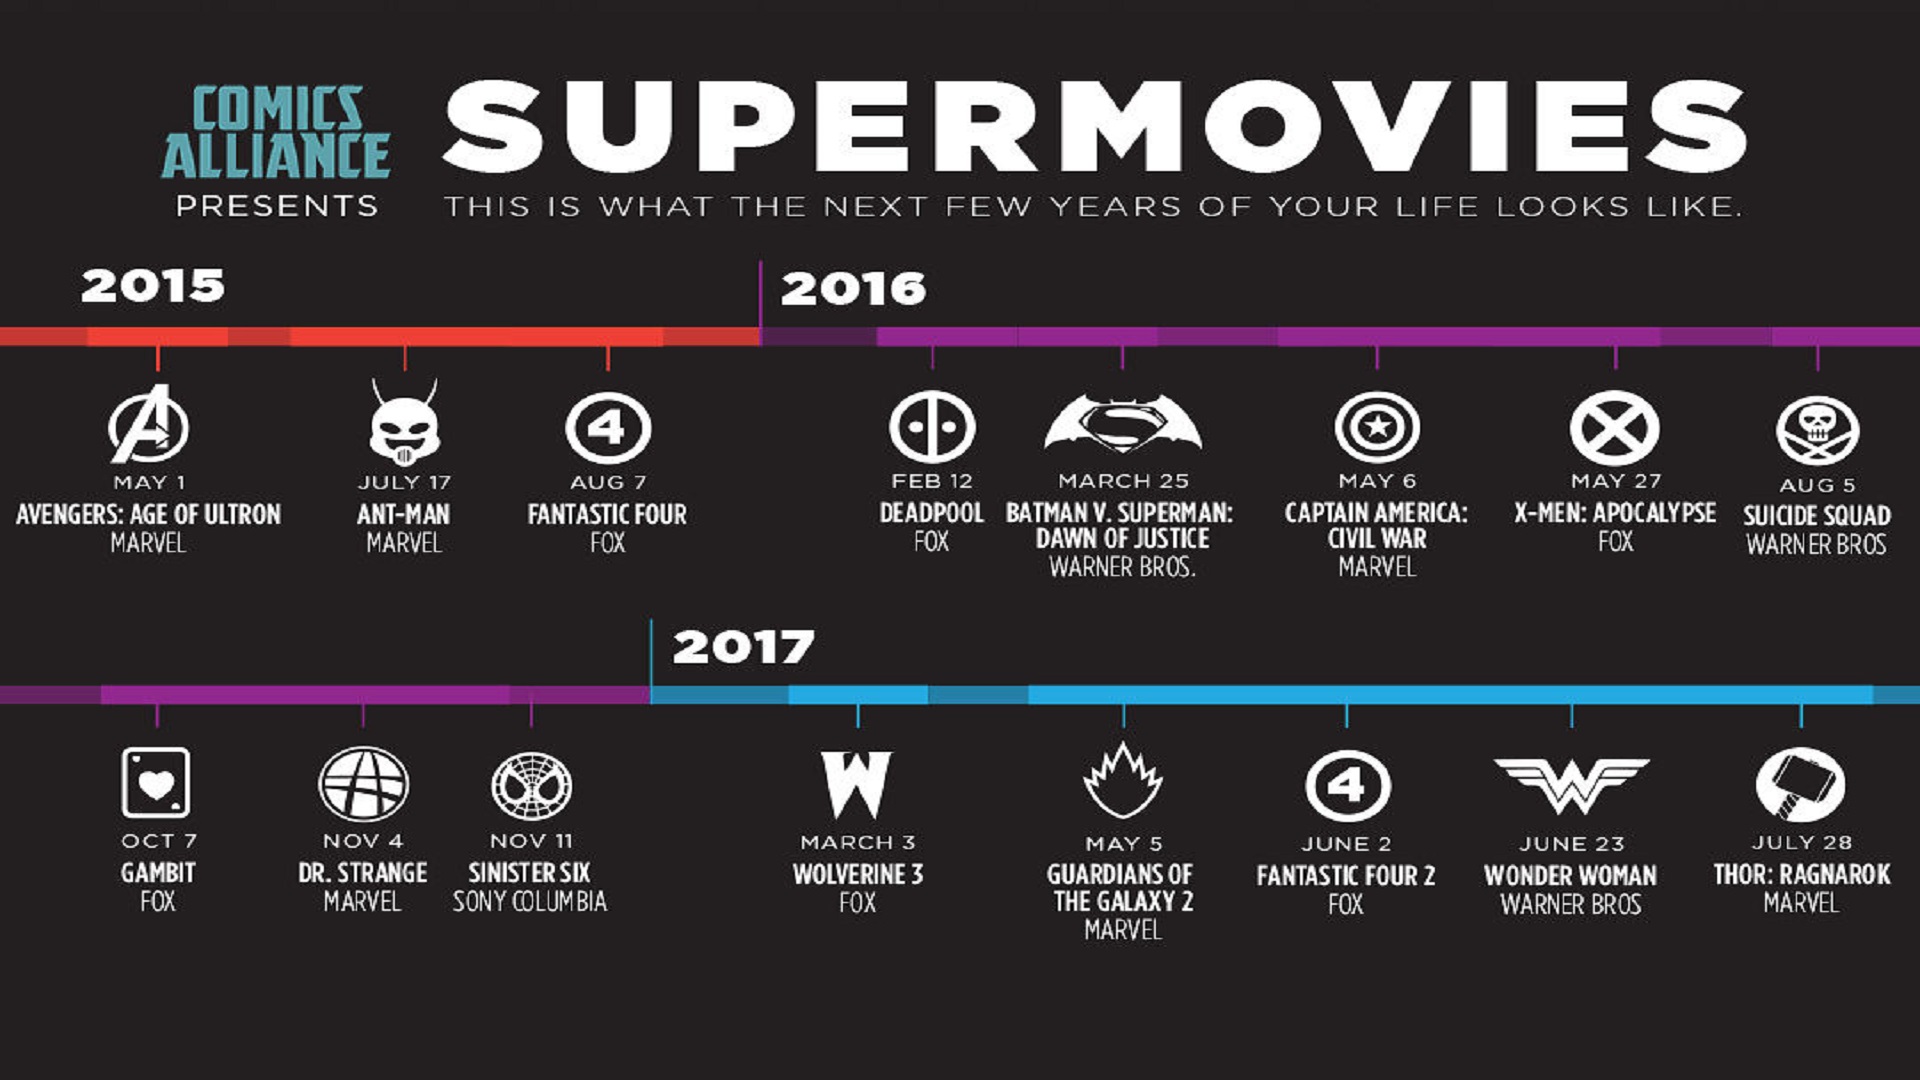 COMICS
ALLIANCE
PRESENTS
SUPERMOVIES
THIS IS WHAT THE NEXT FEW YEARS OF YOUR LIFE LOOKS LIKE.
2015
2016
A
MAY 1
AVENGERS: AGE OF ULTRON
MARVEL
JULY 17
ANT-MAN
MARVEL
4
AUG 7
FANTASTIC FOUR
FOX
FEB 12
DEADPOOL
FOX
S
MARCH 25
BATMAN V. SUPERMAN:
DAWN OF JUSTICE
WARNER BROS.
MAY 6
CAPTAIN AMERICA:
CIVIL WAR
MARVEL
X
MAY 27
X-MEN: APOCALYPSE
FOX
AUG 5
SUICIDE SQUAD
WARNER BROS
2017
OCT 7
GAMBIT
FOX
NOV 4
DR. STRANGE
MARVEL
NOV 11
SINISTER SIX
SONY COLUMBIA
W
MARCH 3
WOLVERINE 3
FOX
MAY 5
GUARDIANS OF
THE GALAXY 2
MARVEL
4
JUNE 2
FANTASTIC FOUR 2
FOX
W
JUNE 23
WONDER WOMAN
WARNER BROS
JULY 28
THOR: RAGNAROK
MARVEL